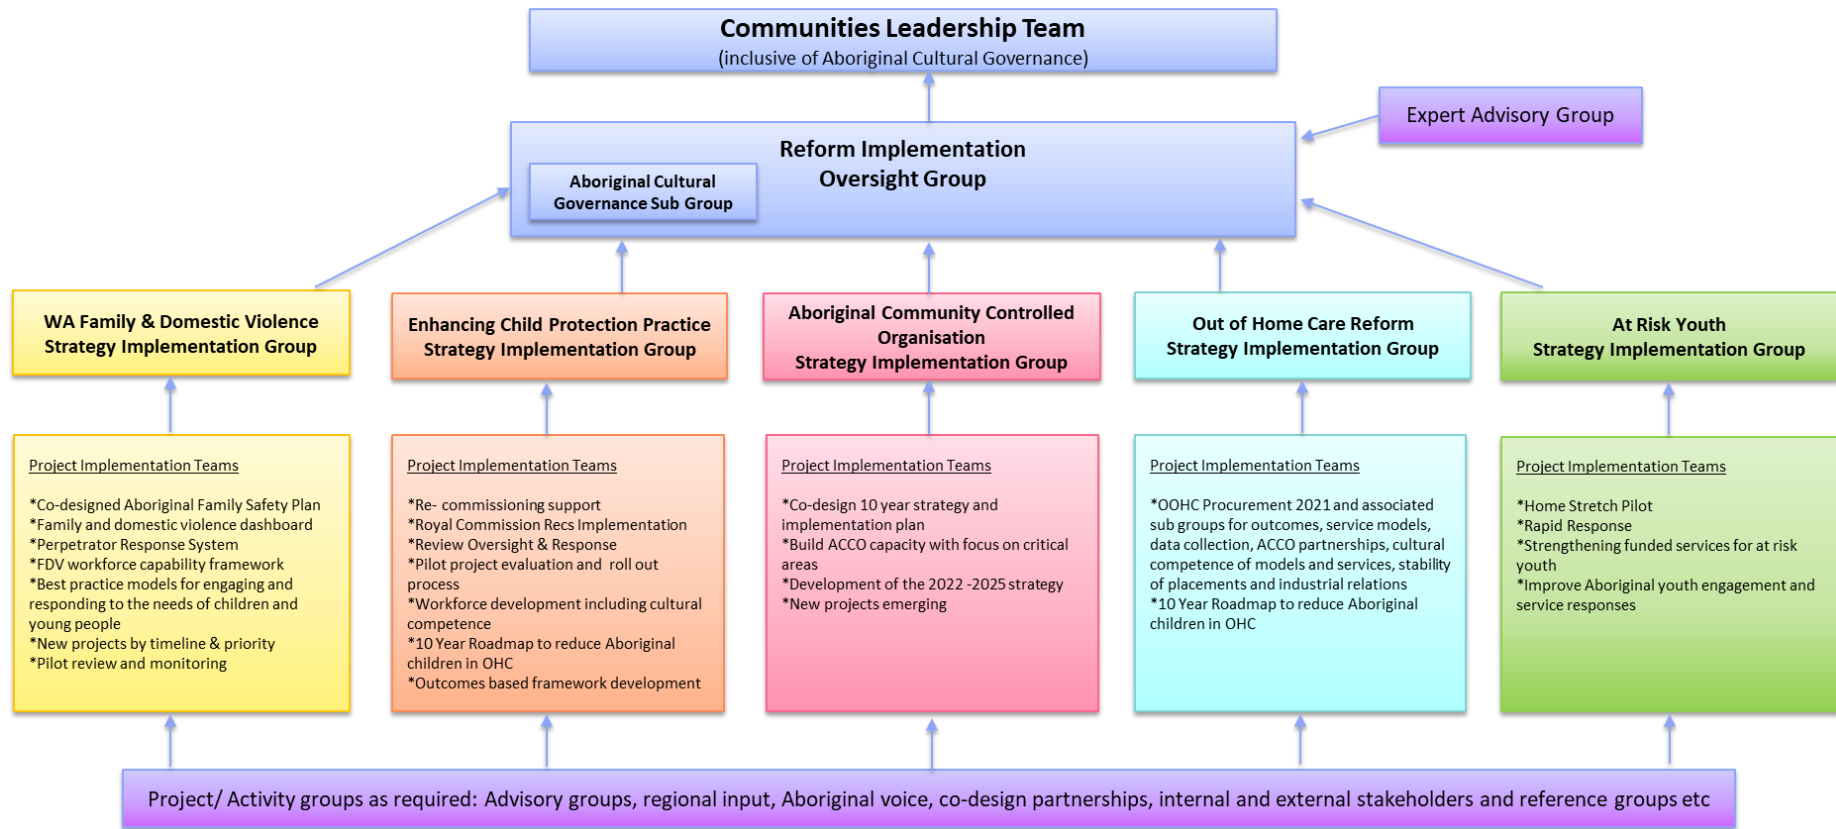 Communities Leadership Team
(inclusive of Aboriginal Cultural Governance)
Expert Advisory Group
Reform Implementation
Oversight Group
Aboriginal Cultural
Governance Sub Group
WA Family & Domestic Violence
Strategy Implementation Group
Enhancing Child Protection Practice
Strategy Implementation Group
Aboriginal Community Controlled
Organisation
Strategy Implementation Group
Out of Home Care Reform
Strategy Implementation Group
At Risk Youth
Strategy Implementation Group
Project Implementation Teams
*Co-designed Aboriginal Family Safety Plan
*Family and domestic violence dashboard
*Perpetrator Response System
*FDV workforce capability framework
*Best practice models for engaging and
responding to the needs of children and
young people
*New projects by timeline & priority
*Pilot review and monitoring
Project Implementation Teams
*Re- commissioning support
*Royal Commission Recs Implementation
*Review Oversight & Response
*Pilot project evaluation and roll out
process
*Workforce development including cultural
competence
*10 Year Roadmap to reduce Aboriginal
children in OHC
*Outcomes based framework development
Project Implementation Teams
*Co-design 10 year strategy and
implementation plan
*Build ACCO capacity with focus on critical
areas
*Development of the 2022 -2025 strategy
*New projects emerging
Project Implementation Teams
*OOHC Procurement 2021 and associated
sub groups for outcomes, service models,
data collection, ACCO partnerships, cultural
competence of models and services, stability
of placements and industrial relations
*10 Year Roadmap to reduce Aboriginal
children in OHC
Project Implementation Teams
*Home Stretch Pilot
*Rapid Response
*Strengthening funded services for at risk
youth
*Improve Aboriginal youth engagement and
service responses
Project/ Activity groups as required: Advisory groups, regional input, Aboriginal voice, co-design partnerships, internal and external stakeholders and reference groups etc